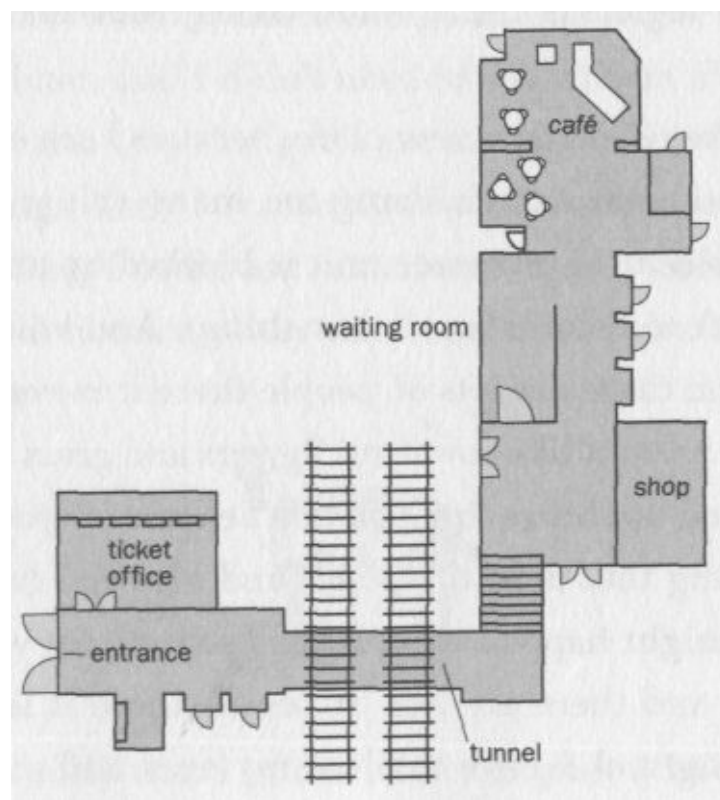 café
waiting room
shop
ticket
office
entrance
tunnel